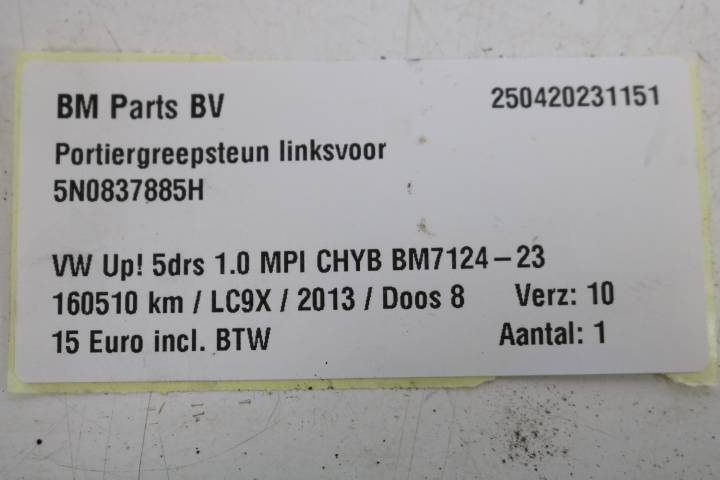 BM Parts BV 250420231151
Portiergreepsteun linksvoor
5N0837885H
VW Up! 5drs 1.0 MPI CHYB BM7124-23
160510 km / LC9X / 2013 / Doos 8 Verz: 10
15 Euro incl. BTW Aantal: 1